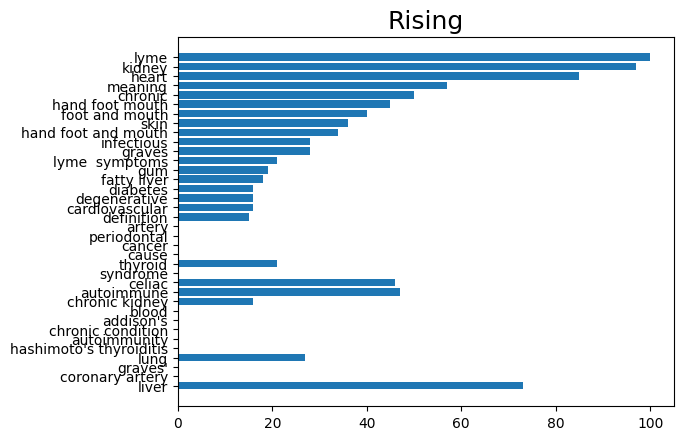 Rising
lyme
kidney
heart
meaning
chronic
hand foot mouth
foot and mouth
skin
hand foot and mouth
infectious
graves
lyme  symptoms
gum
fatty liver
diabetes
degenerative
cardiovascular
definition
artery
periodontal
cancer
cause
thyroid
syndrome
celiac
autoimmune
chronic kidney
blood
addison's
chronic condition
autoimmunity
hashimoto's thyroiditis
lung
graves'
coronary artery
liver
0 20 40 60 80 100